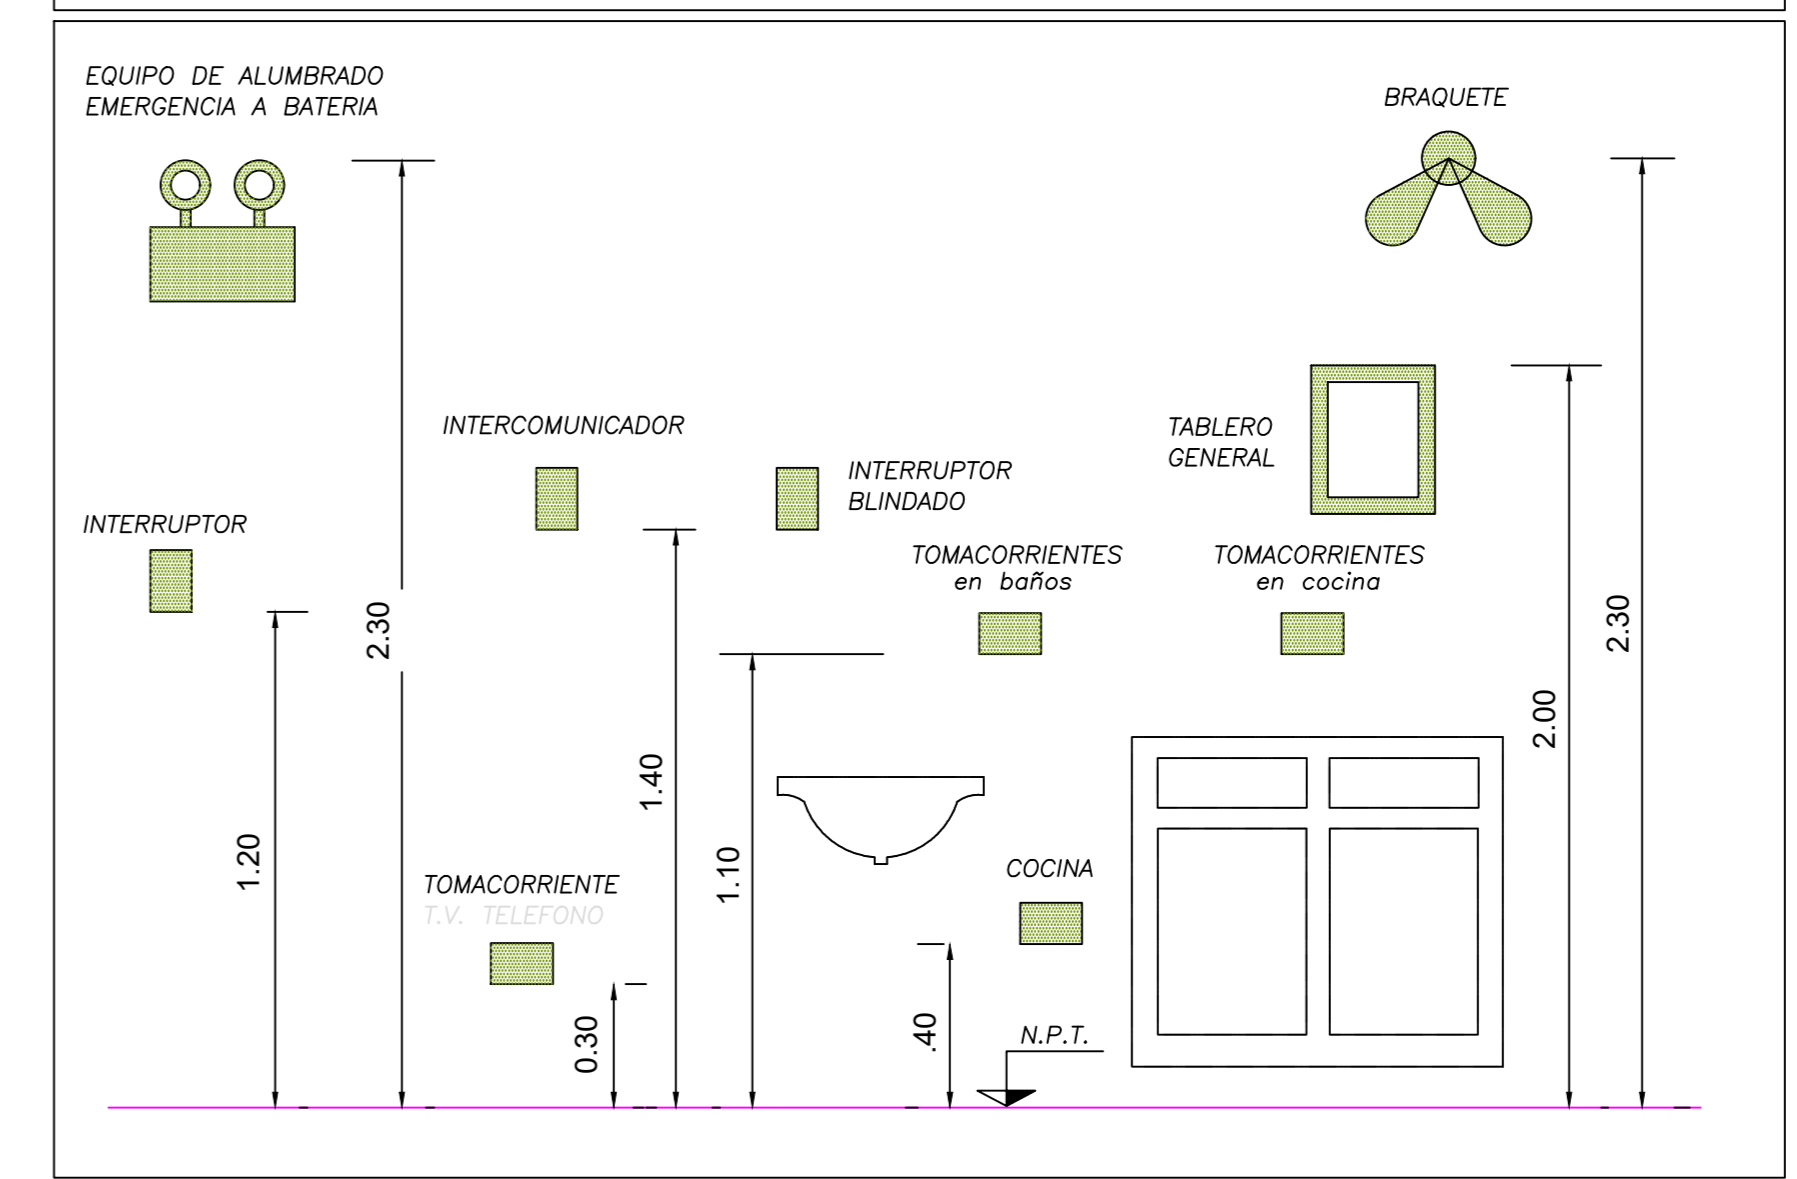 EQUIPO DE ALUMBRADO
EMERGENCIA A BATERIA
BRAQUETE
INTERCOMUNICADOR
TABLERO
GENERAL
INTERRUPTOR
BLINDADO
INTERRUPTOR
TOMACORRIENTES
en baños
TOMACORRIENTES
en cocina
2.30
2.30
2.00
1.40
1.20
1.10
COCINA
TOMACORRIENTE
T.V. TELEFONO
0.30
.40
N.P.T.